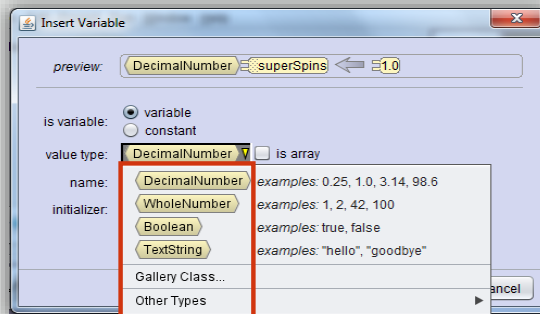 Insert Variable
preview: DecimalNumber superSpins 1.0
is variable: variable
constant
value type: DecimalNumber is array
name: DecimalNumber examples: 0.25, 1.0, 3.14, 98.6
WholeNumber examples: 1, 2, 42, 100
initializer: Boolean examples: true, false
TextString examples: "hello", "goodbye"
Gallery Class...
ancel
Other Types